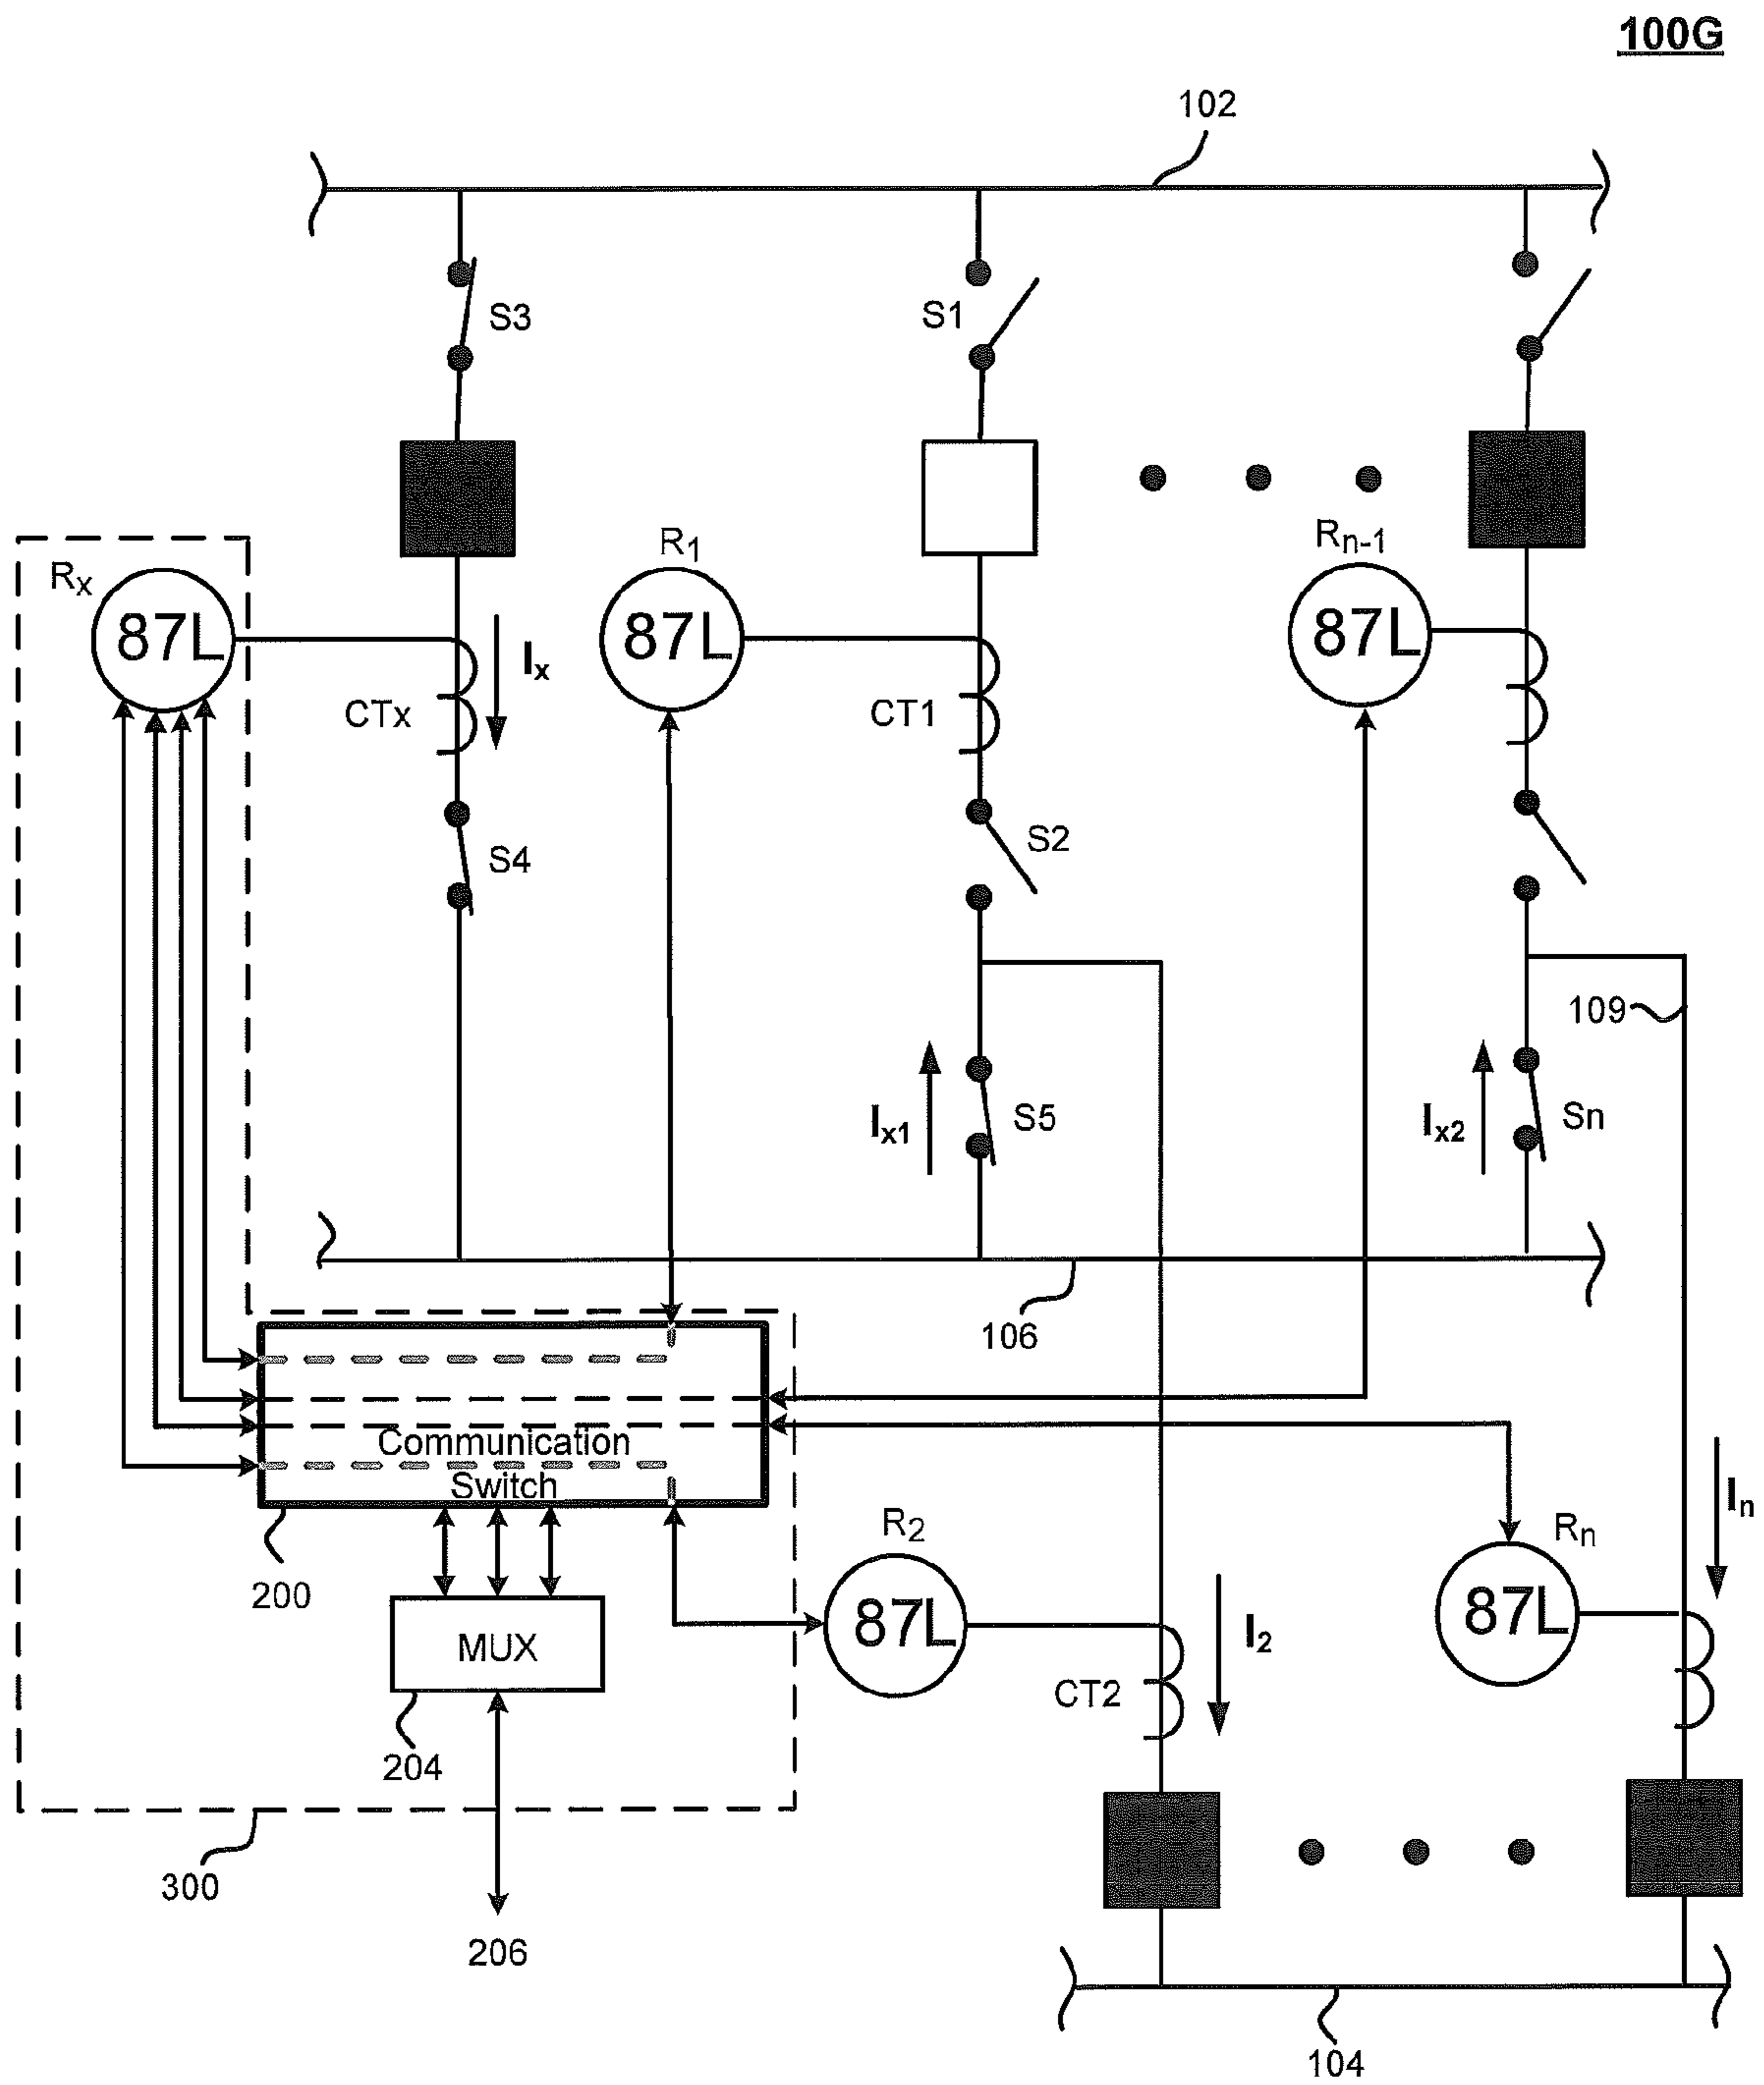 100G
102
S3
S1
Rx
87L
R1
87L
Rn-1
87L
Ix
CTx
CT1
S4
S2
109
Ix1
S5
Ix2
Sn
106
Communication
Switch
200
MUX
204
R2
87L
I2
CT2
Rn
87L
In
300
206
104